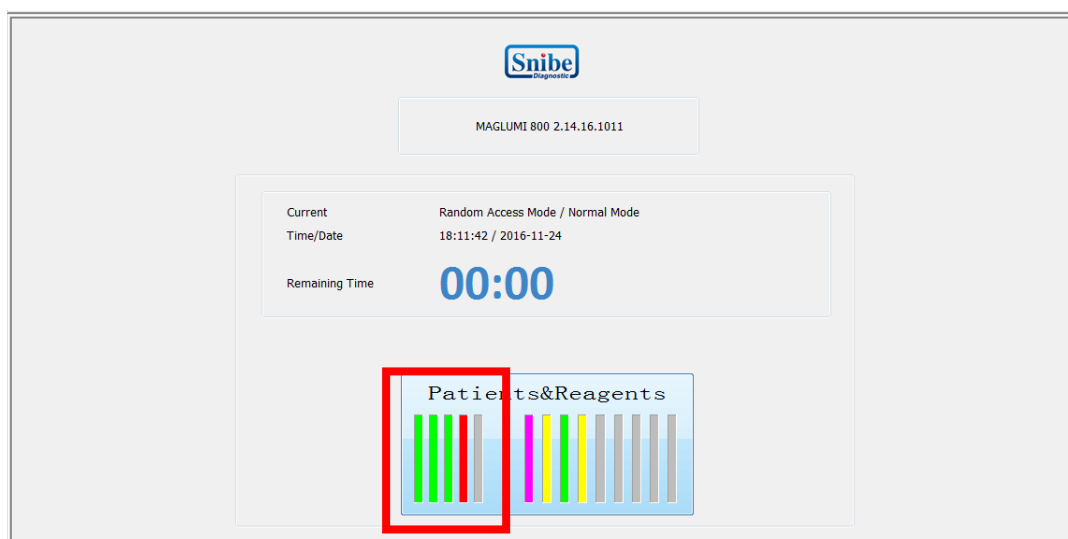 Snibe
Diagnostic
MAGLUMI 800 2.14.16.1011
Current Random Access Mode / Normal Mode
Time/Date 18:11:42 / 2016-11-24
Remaining Time 00:00
Patients&Reagents